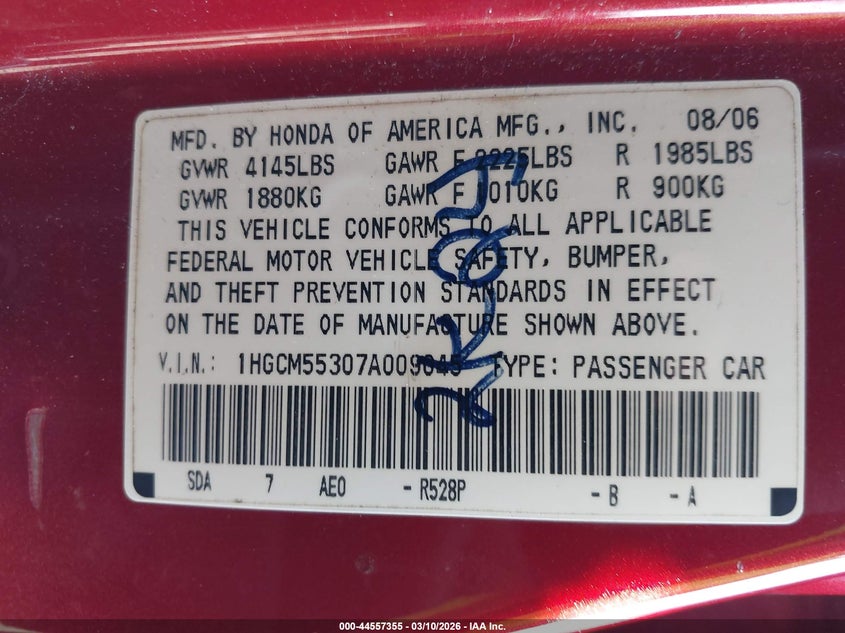 MFD. BY HONDA OF AMERICA MFG., INC. 08/06
GVWR 4145LBS GAWR F 2225LBS R 1985LBS
GVWR 1880KG GAWR F 1010KG R 900KG
THIS VEHICLE CONFORMS TO ALL APPLICABLE
FEDERAL MOTOR VEHICLE SAFETY, BUMPER,
AND THEFT PREVENTION STANDARDS IN EFFECT
ON THE DATE OF MANUFACTURE SHOWN ABOVE.
V.I.N.: 1HGCM55307A009045 TYPE: PASSENGER CAR
SDA 7 AEO - R528P - B - A
000-44557355 - 03/10/2026 - IAA Inc.